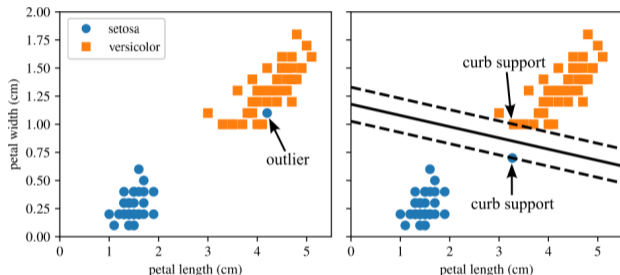 2.00
1.75
1.50
1.25
1.00
0.75
0.50
0.25
0.00
petal width (cm)
setosa
versicolor
outlier
0 1 2 3 4 5
petal length (cm)
curb support
curb support
0 1 2 3 4 5
petal length (cm)